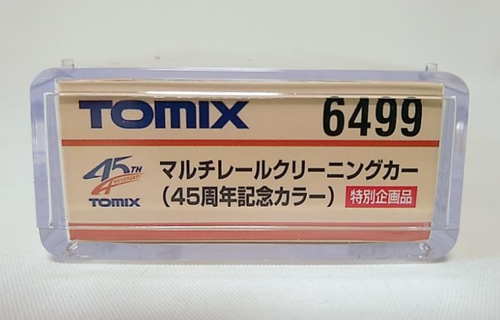 TOMIX 6499
45TH ANNIVERSARY
TOMIX
マルチレールクリーニングカー
(45周年記念カラー) 特別企画品